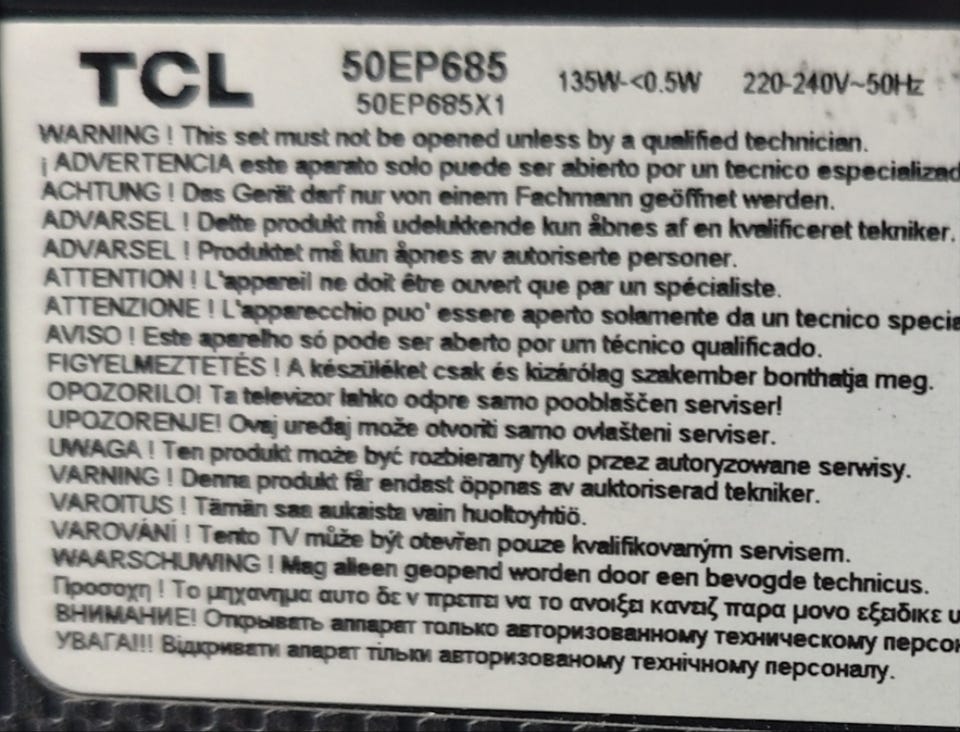 TCL 50EP685 135W-<0.5W 220-240V~50Hz
50EP685X1
WARNING ! This set must not be opened unless by a qualified technician.
¡ ADVERTENCIA este aparato solo puede ser abierto por un tecnico especializad
ACHTUNG ! Das Gerät darf nur von einem Fachmann geöffnet werden.
ADVARSEL ! Dette produkt må udelukkende kun åbnes af en kvalificeret tekniker.
ADVARSEL ! Produktet må kun åpnes av autoriserte personer.
ATTENTION ! L'appareil ne doit être ouvert que par un spécialiste.
ATTENZIONE ! L'apparecchio puo' essere aperto solamente da un tecnico specia
AVISO ! Este aparelho só pode ser aberto por um técnico qualificado.
FIGYELMEZTETÉS ! A készüléket csak és kizárólag szakember bonthatja meg.
OPOZORILO! Ta televizor lahko odpre samo pooblaščen serviser!
UPOZORENJE! Ovaj uređaj može otvoriti samo ovlašteni serviser.
UWAGA ! Ten produkt może być rozbierany tylko przez autoryzowane serwisy.
VARNING ! Denna produkt får endast öppnas av auktoriserad tekniker.
VAROITUS ! Tämän saa aukaista vain huoltoyhtiö.
VAROVÁNÍ ! Tento TV může být otevřen pouze kvalifikovaným servisem.
WAARSCHUWING ! Mag alleen geopend worden door een bevogde technicus.
Προσοχη ! Το μηχανημα αυτο δε ν πρεπει να το ανοιξει κανειζ παρα μονο εξειδικε υ
ВНИМАНИЕ! Открывать аппарат только авторизованному техническому персон
УВАГА!!! Відкривати апарат тільки авторизованому технічному персоналу.